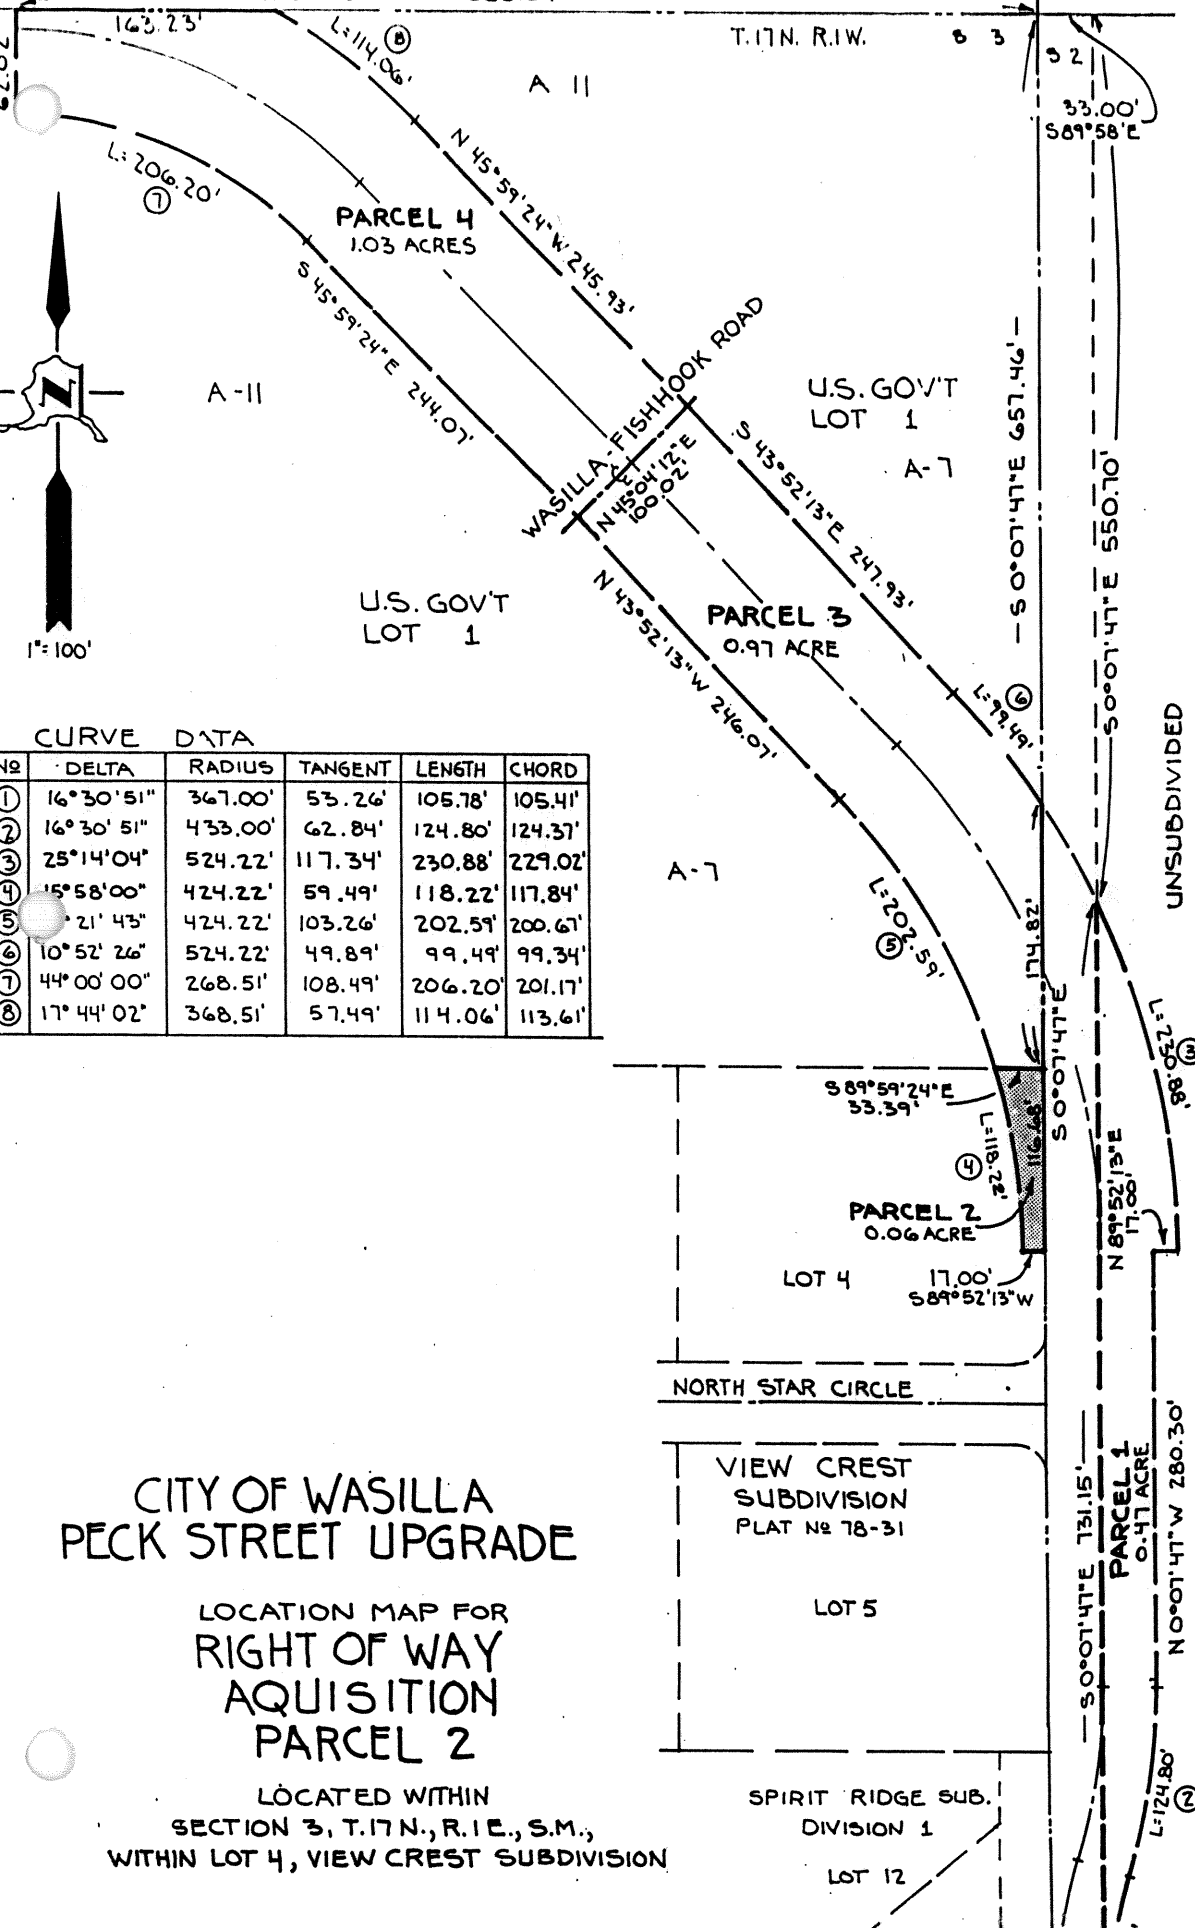 163.23'
L=114.06'
8
A 11
T.17N. R.1W.
S 3
S 2
33.00'
S89°58'E
L=206.20'
7
N 45°59'24" W 245.93'
PARCEL 4
1.03 ACRES
S 45°59'24" E 244.07'
A-11
N
1"=100'
WASILLA-FISHHOOK ROAD
N 45°04'12"E
100.02'
U.S. GOV'T
LOT 1
A-7
S 0°07'47"E 657.46'
S 0°07'47"E 550.70'
S 43°52'13"E 247.93'
U.S. GOV'T
LOT 1
PARCEL 3
0.97 ACRE
N 43°52'13"W 246.07'
L=99.49'
6
UNSUBDIVIDED
CURVE DATA
Nº DELTA RADIUS TANGENT LENGTH CHORD
1 16°30'51" 367.00' 53.26' 105.78' 105.41'
2 16°30'51" 433.00' 62.84' 124.80' 124.37'
3 25°14'04" 524.22' 117.34' 230.88' 229.02'
4 15°58'00" 424.22' 59.49' 118.22' 117.84'
5 °21'43" 424.22' 103.26' 202.59' 200.67'
6 10°52'26" 524.22' 49.89' 99.49' 99.34'
7 44°00'00" 268.51' 108.49' 206.20' 201.17'
8 17°44'02" 368.51' 57.49' 114.06' 113.61'
A-7
L=202.59'
5
174.82'
S 0°07'47"E
L=230.88'
3
S 89°59'24"E
33.39'
L=118.22'
4
116.68'
PARCEL 2
0.06 ACRE
N 89°52'13"E
17.00'
LOT 4
17.00'
S89°52'13"W
NORTH STAR CIRCLE
VIEW CREST
SUBDIVISION
PLAT Nº 78-31
LOT 5
S 0°07'47"E 731.15'
PARCEL 1
0.47 ACRE
N 0°07'47"W 280.30'
CITY OF WASILLA
PECK STREET UPGRADE
LOCATION MAP FOR
RIGHT OF WAY
AQUISITION
PARCEL 2
LOCATED WITHIN
SECTION 3, T.17N., R.1E., S.M.,
WITHIN LOT 4, VIEW CREST SUBDIVISION
SPIRIT RIDGE SUB.
DIVISION 1
LOT 12
L=124.80'
2